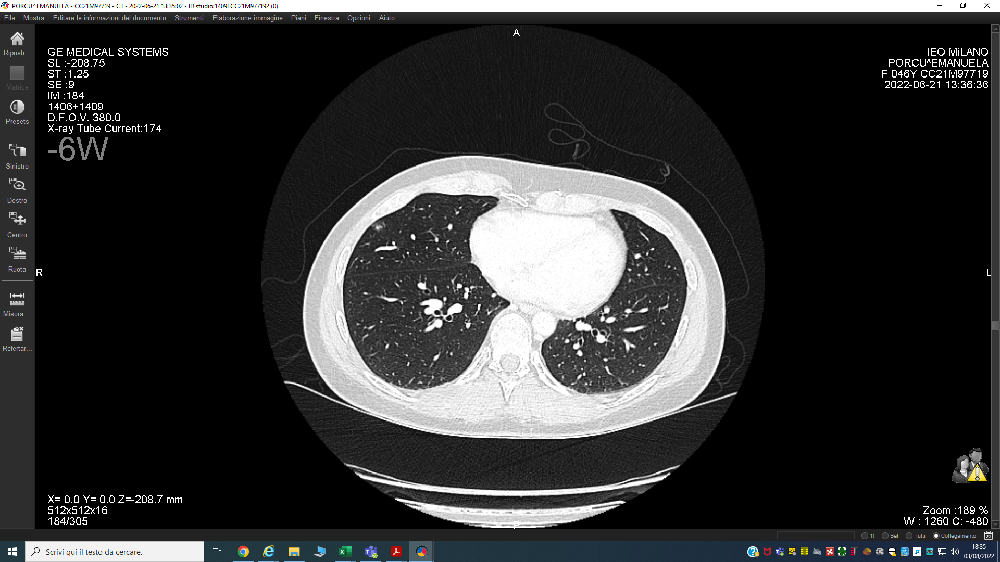 PORCU^EMANUELA - CC21M97719 - CT - 2022-06-21 13:35:02 - ID studio:1409FCC21M977192 (0)
File Mostra Editare le informazioni del documento Strumenti Elaborazione immagine Piani Finestra Opzioni Aiuto
A
Ripristi...
Matrice
Presets
Sinistro
Destro
Centro
Ruota
Misura ...
Refertar...
GE MEDICAL SYSTEMS
SL :-208.75
ST :1.25
SE :9
IM :184
1406+1409
D.F.O.V. 380.0
X-ray Tube Current:174
-6W
IEO MiLANO
PORCU^EMANUELA
F 046Y CC21M97719
2022-06-21 13:36:36
R
L
X= 0.0 Y= 0.0 Z=-208.7 mm
512x512x16
184/305
P
Zoom :189 %
W : 1260 C: -480
1! Sel Tutti Collegamento 22
Scrivi qui il testo da cercare.
18:35
03/08/2022